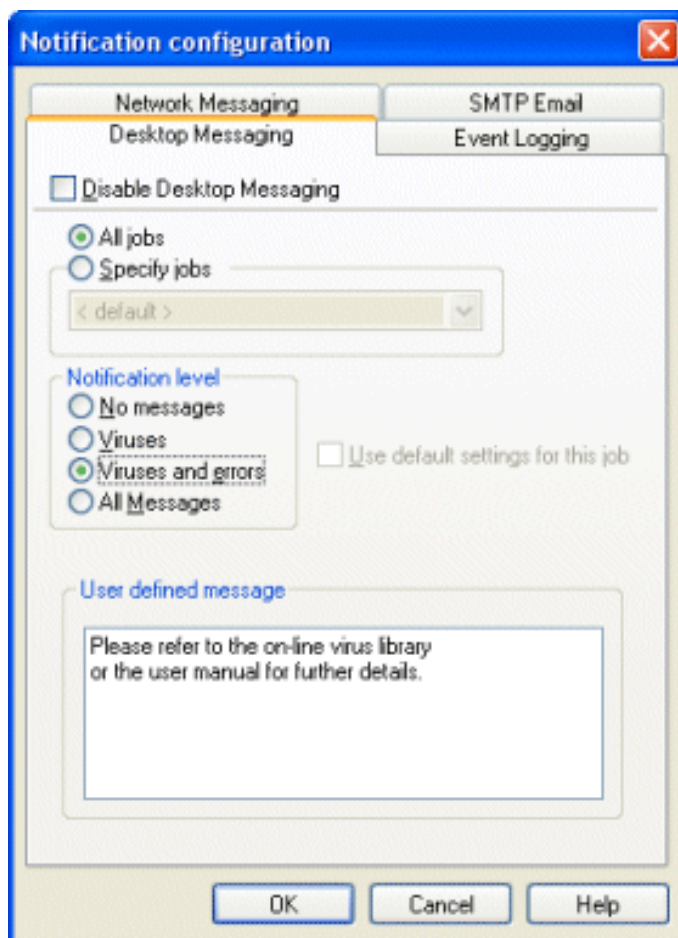 Notification configuration
Network Messaging
SMTP Email
Desktop Messaging
Event Logging
Disable Desktop Messaging
All jobs
Specify jobs
< default >
Notification level
No messages
Viruses
Viruses and errors
All Messages
Use default settings for this job
User defined message
Please refer to the on-line virus library
or the user manual for further details.
OK
Cancel
Help